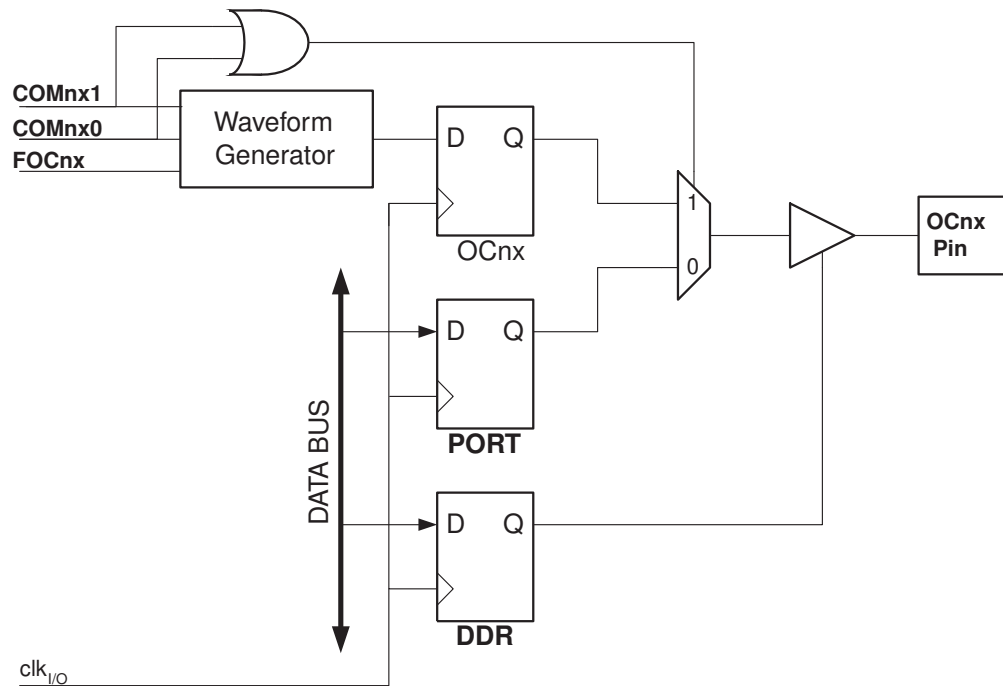 COMnx1
COMnx0
FOCnx
Waveform
Generator
D Q
OCnx
1
0
OCnx
Pin
D Q
PORT
DATA BUS
D Q
DDR
clkI/O